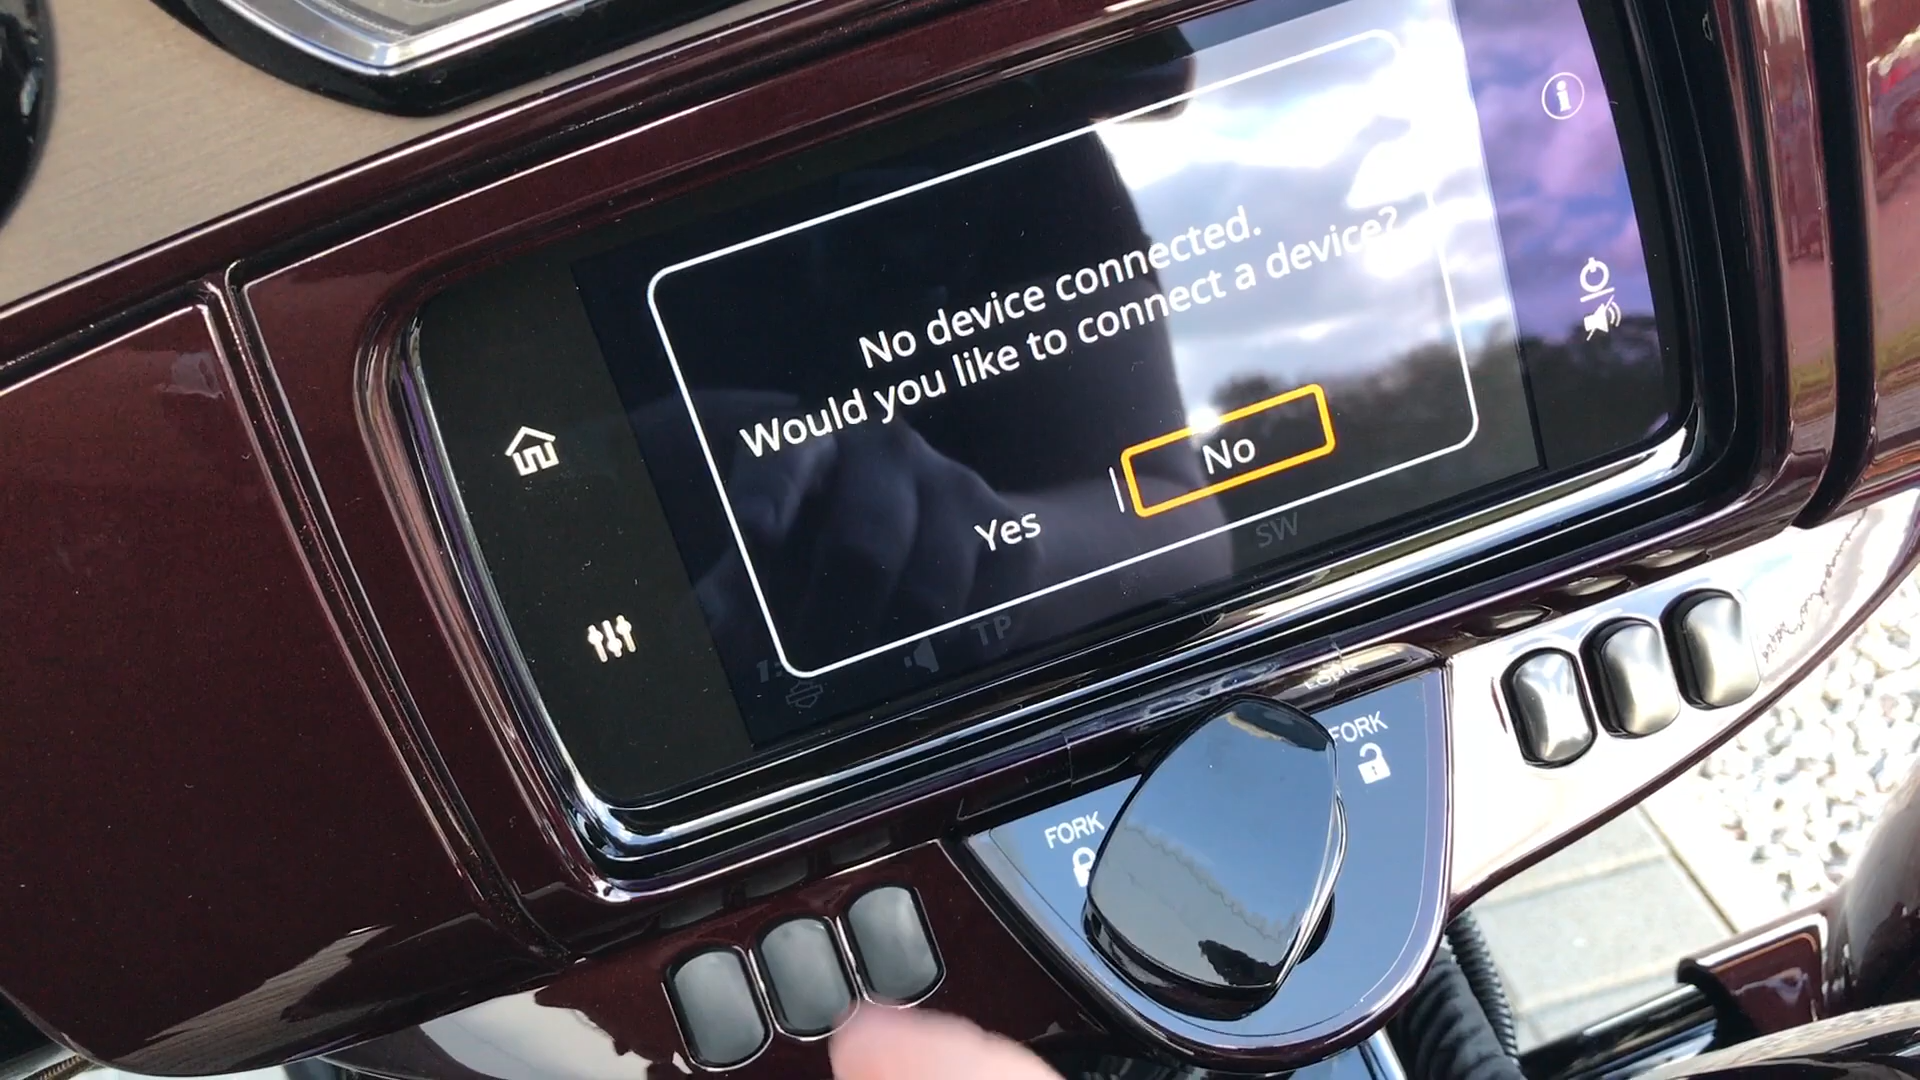 No device connected.
Would you like to connect a device?
Yes
No
TP
SW
FORK
FORK